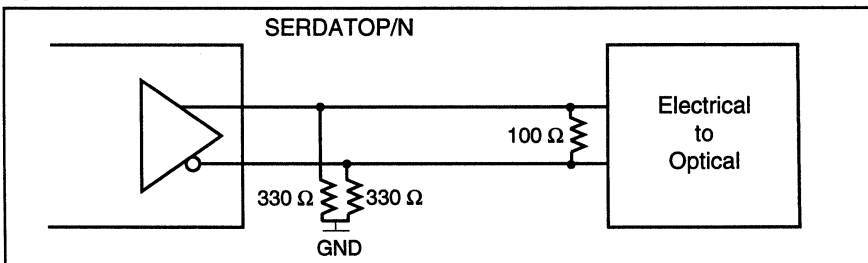 SERDATOP/N
Electrical
to
Optical
100 Ω
330 Ω
330 Ω
GND